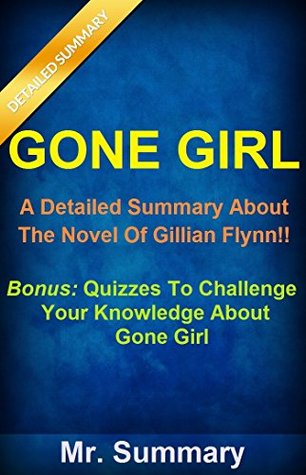 DETAILED SUMMARY
GONE GIRL
A Detailed Summary About
The Novel Of Gillian Flynn!!
Bonus: Quizzes To Challenge
Your Knowledge About
Gone Girl
Mr. Summary